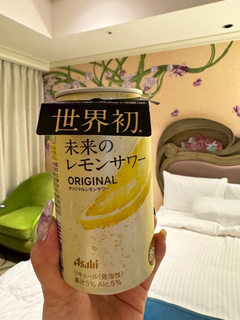 世界初
未来の
レモンサワー
ORIGINAL
オリジナルレモンサワー
Asahi
リキュール(発泡性)
果汁5% Alc.5%